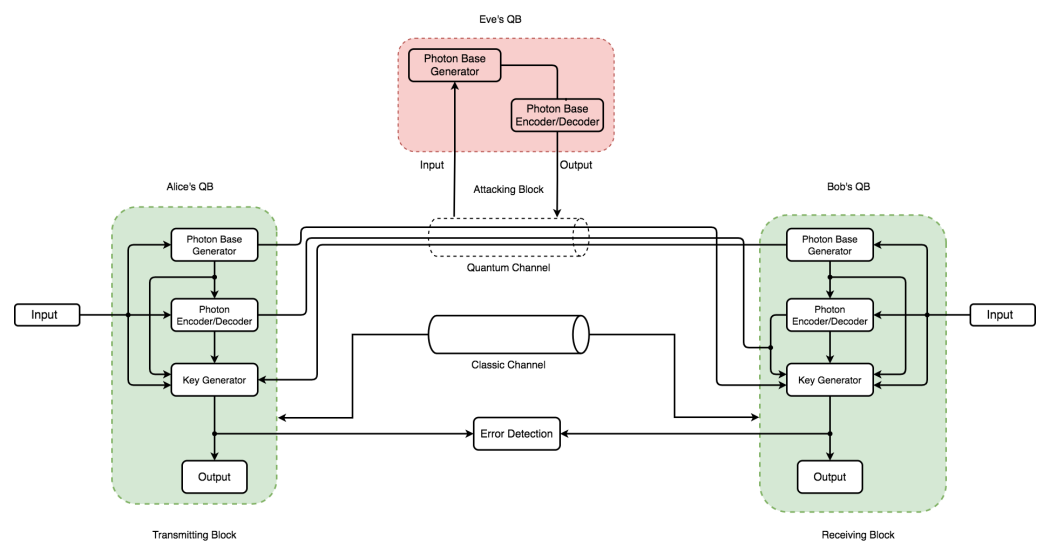 Eve's QB
Photon Base
Generator
Photon Base
Encoder/Decoder
Input
Output
Attacking Block
Alice's QB
Bob's QB
Photon Base
Generator
Quantum Channel
Photon Base
Generator
Input
Photon
Encoder/Decoder
Photon
Encoder/Decoder
Input
Classic Channel
Key Generator
Key Generator
Error Detection
Output
Output
Transmitting Block
Receiving Block